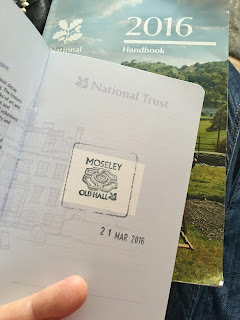 2016
National
Handbook
National Trust
MOSELEY
OLD HALL
21 MAR 2016